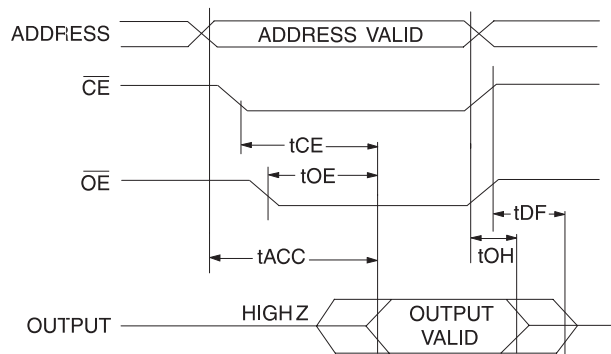 ADDRESS
ADDRESS VALID
CE
tCE
OE
tOE
tDF
tACC
tOH
OUTPUT
HIGH Z
OUTPUT
VALID